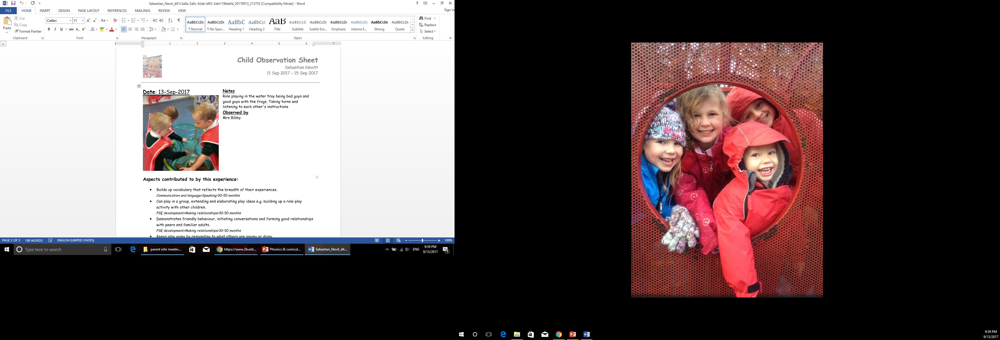 Sebastian_Nevit_d47c3a8a-2a8c-42ab-bff2-3afe1746ebfd_20170913_213752 [Compatibility Mode] - Word
FILE HOME INSERT DESIGN PAGE LAYOUT REFERENCES MAILINGS REVIEW VIEW
Sign in
Paste
Cut
Copy
Format Painter
Clipboard
Calibri 11
Font
Paragraph
AaBbCcDc AaBbCcDc AaBbC AaBbCcI AaB AaBbCcD AaBbCcDc AaBbCcDc AaBbCcDc AaBbCcDc AaBbCcDc
¶ Normal ¶ No Spac... Heading 1 Heading 2 Title Subtitle Subtle Em... Emphasis Intense E... Strong Quote
Styles
Find
Replace
Select
Editing
1 1 2 3 4 5 6 7
Child Observation Sheet
Sebastian Nevitt
11 Sep 2017 - 15 Sep 2017
Date: 13-Sep-2017
Notes
Role playing in the water tray being bad guys and
good guys with the frogs. Taking turns and
listening to each other's instructions
Observed by
Mrs Bibby
Aspects contributed to by this experience:
• Builds up vocabulary that reflects the breadth of their experiences.
Communication and language>Speaking>30-50 months
• Can play in a group, extending and elaborating play ideas e.g. building up a role-play
activity with other children.
PSE development>Making relationships>30-50 months
• Demonstrates friendly behaviour, initiating conversations and forming good relationships
with peers and familiar adults.
PSE development>Making relationships>30-50 months
• Keeps play going by responding to what others are saying or doing.
PAGE 2 OF 3 189 WORDS ENGLISH (UNITED STATES) 100%
Type here to search
parent info meetin...
https://www.2build...
Phonics & curricul...
Sebastian_Nevit_d4...
ENG
9:39 PM
9/13/2017
1
9:39 PM
9/13/2017